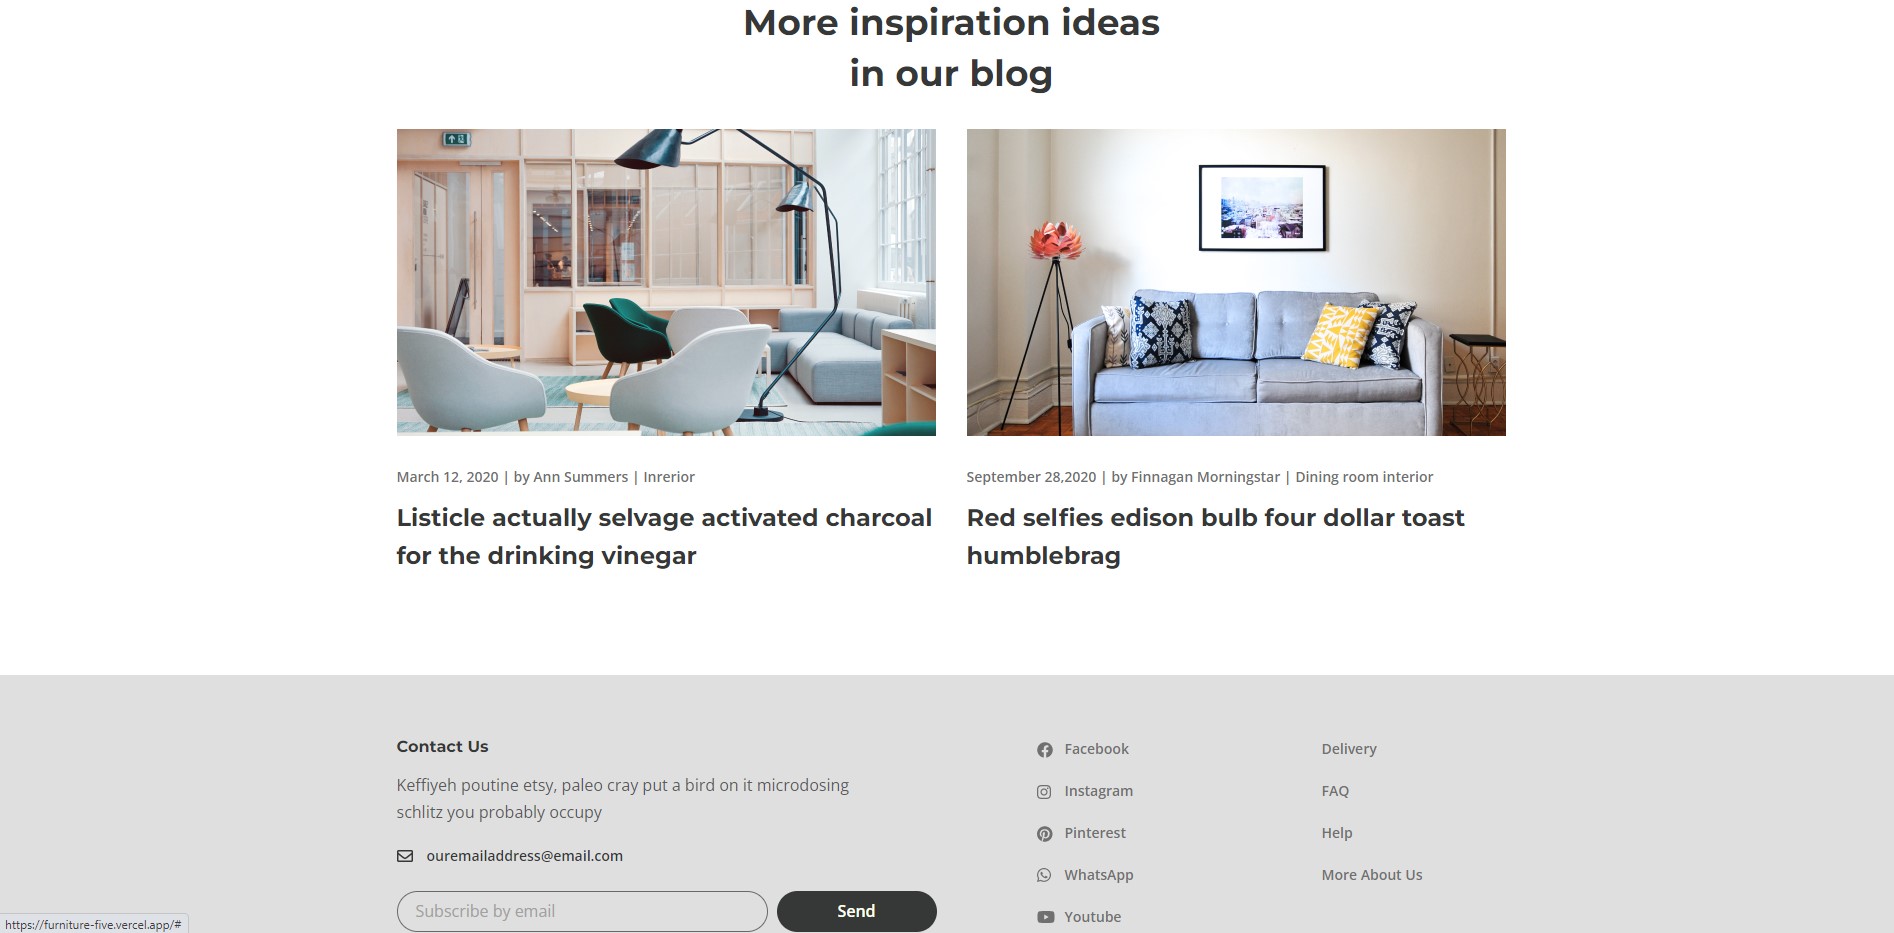 More inspiration ideas
in our blog
March 12, 2020 | by Ann Summers | Inrerior
Listicle actually selvage activated charcoal
for the drinking vinegar
September 28,2020 | by Finnagan Morningstar | Dining room interior
Red selfies edison bulb four dollar toast
humblebrag
Contact Us
Keffiyeh poutine etsy, paleo cray put a bird on it microdosing
schlitz you probably occupy
ouremailaddress@email.com
Subscribe by email
Send
Facebook
Instagram
Pinterest
WhatsApp
Youtube
Delivery
FAQ
Help
More About Us
https://furniture-five.vercel.app/#